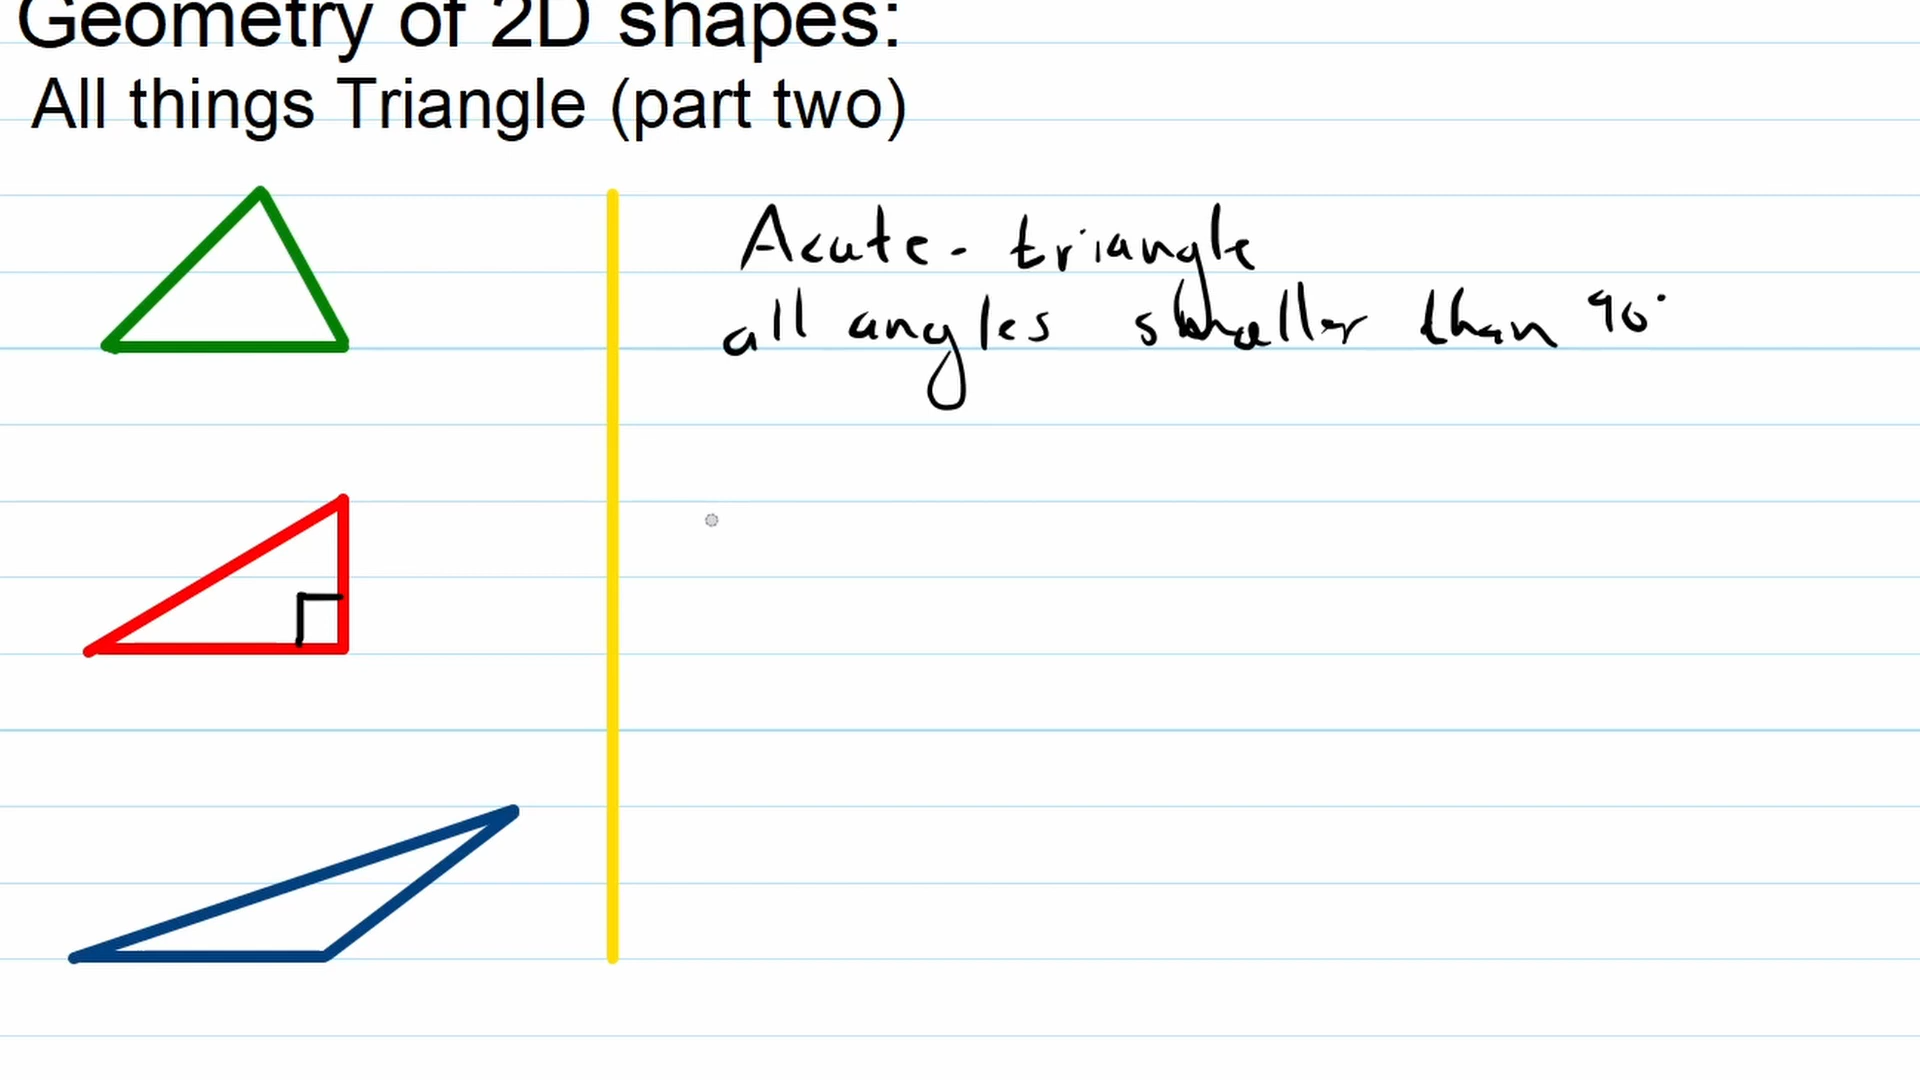 Geometry of 2D shapes:
All things Triangle (part two)
Acute - triangle
all angles smaller than 90°